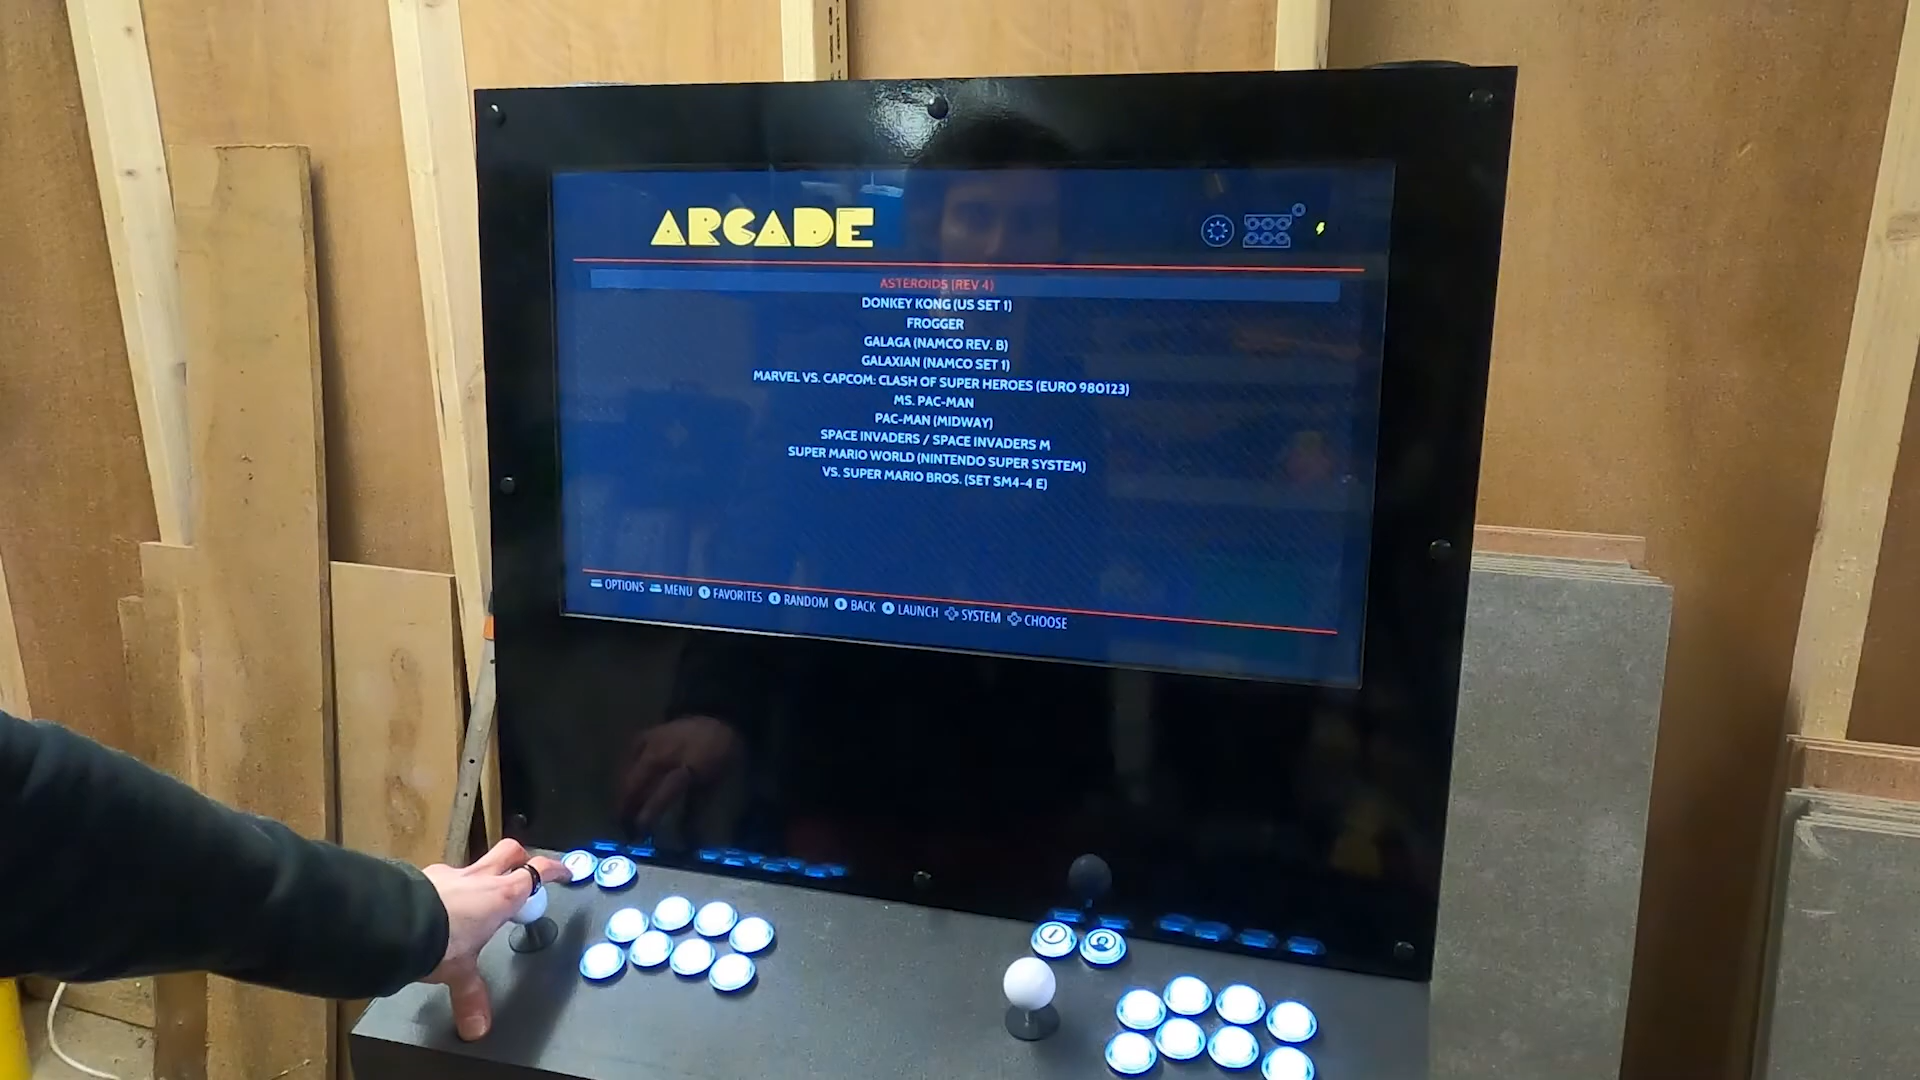 ARCADE
ASTEROIDS (REV 4)
DONKEY KONG (US SET 1)
FROGGER
GALAGA (NAMCO REV. B)
GALAXIAN (NAMCO SET 1)
MARVEL VS. CAPCOM: CLASH OF SUPER HEROES (EURO 980123)
MS. PAC-MAN
PAC-MAN (MIDWAY)
SPACE INVADERS / SPACE INVADERS M
SUPER MARIO WORLD (NINTENDO SUPER SYSTEM)
VS. SUPER MARIO BROS. (SET SM4-4 E)
OPTIONS MENU Y FAVORITES X RANDOM B BACK A LAUNCH SYSTEM CHOOSE